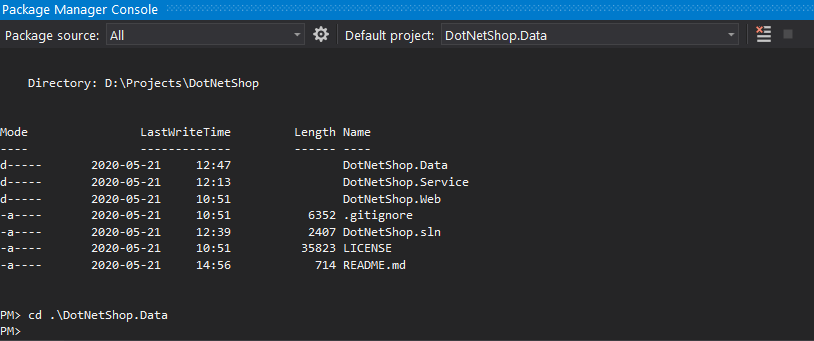 Package Manager Console
Package source: All Default project: DotNetShop.Data
Directory: D:\Projects\DotNetShop
Mode LastWriteTime Length Name
---- ------------- ------ ----
d----- 2020-05-21 12:47 DotNetShop.Data
d----- 2020-05-21 12:13 DotNetShop.Service
d----- 2020-05-21 10:51 DotNetShop.Web
-a---- 2020-05-21 10:51 6352 .gitignore
-a---- 2020-05-21 12:39 2407 DotNetShop.sln
-a---- 2020-05-21 10:51 35823 LICENSE
-a---- 2020-05-21 14:56 714 README.md
PM> cd .\DotNetShop.Data
PM>